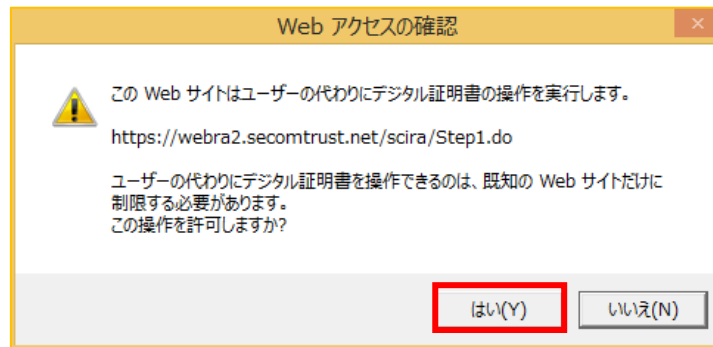 Web アクセスの確認
この Web サイトはユーザーの代わりにデジタル証明書の操作を実行します。
https://webra2.secomtrust.net/scira/Step1.do
ユーザーの代わりにデジタル証明書を操作できるのは、既知の Web サイトだけに
制限する必要があります。
この操作を許可しますか?
はい(Y)
いいえ(N)